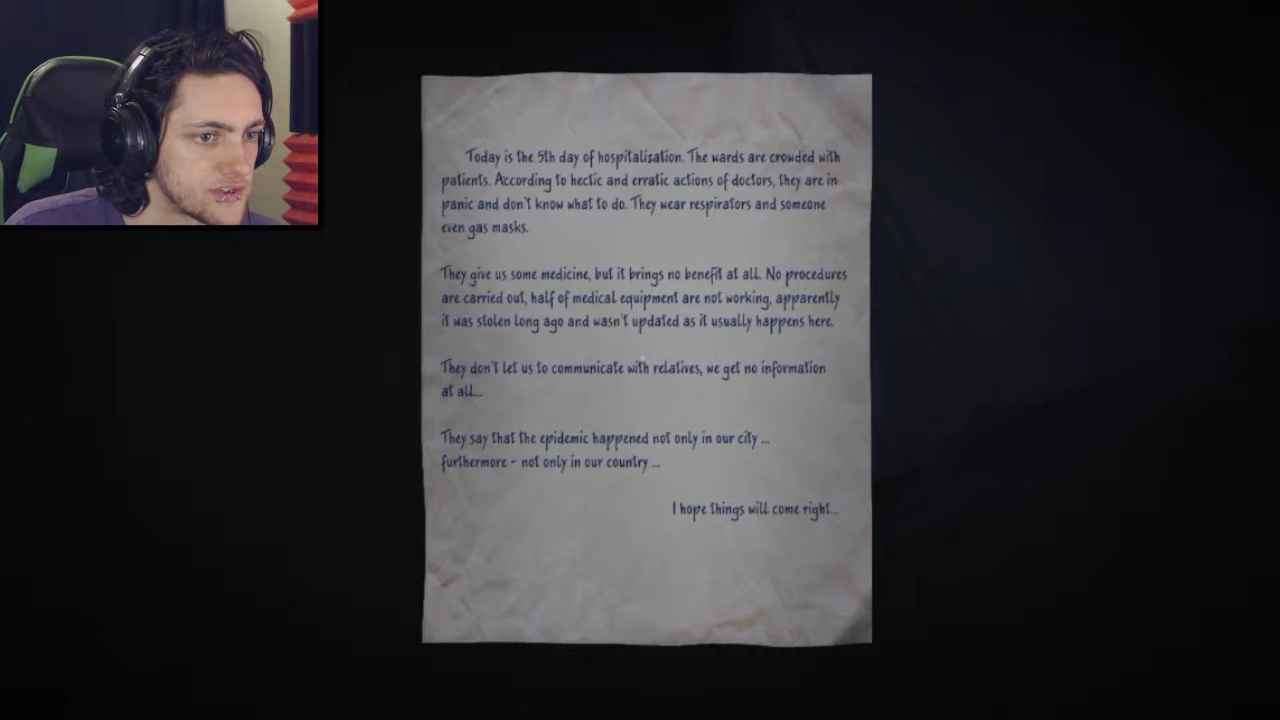 Today is the 5th day of hospitalization. The wards are crowded with
patients. According to hectic and erratic actions of doctors, they are in
panic and don't know what to do. They wear respirators and someone
even gas masks.
They give us some medicine, but it brings no benefit at all. No procedures
are carried out, half of medical equipment are not working, apparently
it was stolen long ago and wasn't updated as it usually happens here.
They don't let us to communicate with relatives, we get no information
at all...
They say that the epidemic happened not only in our city ...
furthermore - not only in our country ...
I hope things will come right...